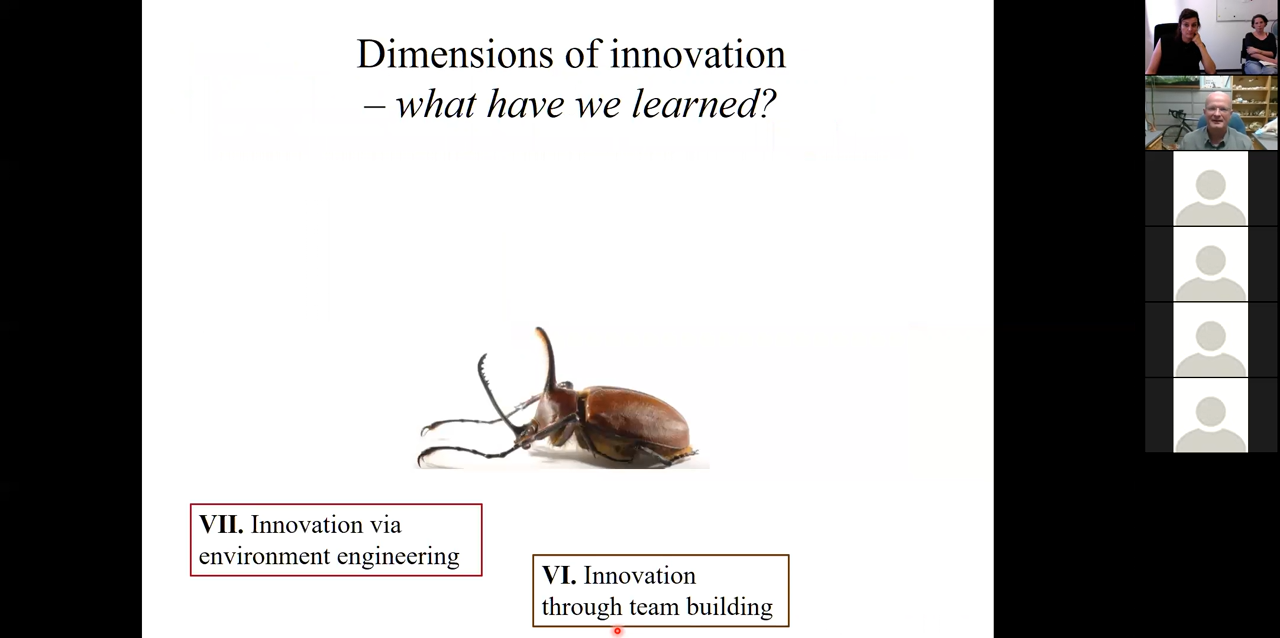 Dimensions of innovation
– what have we learned?
VII. Innovation via
environment engineering
VI. Innovation
through team building